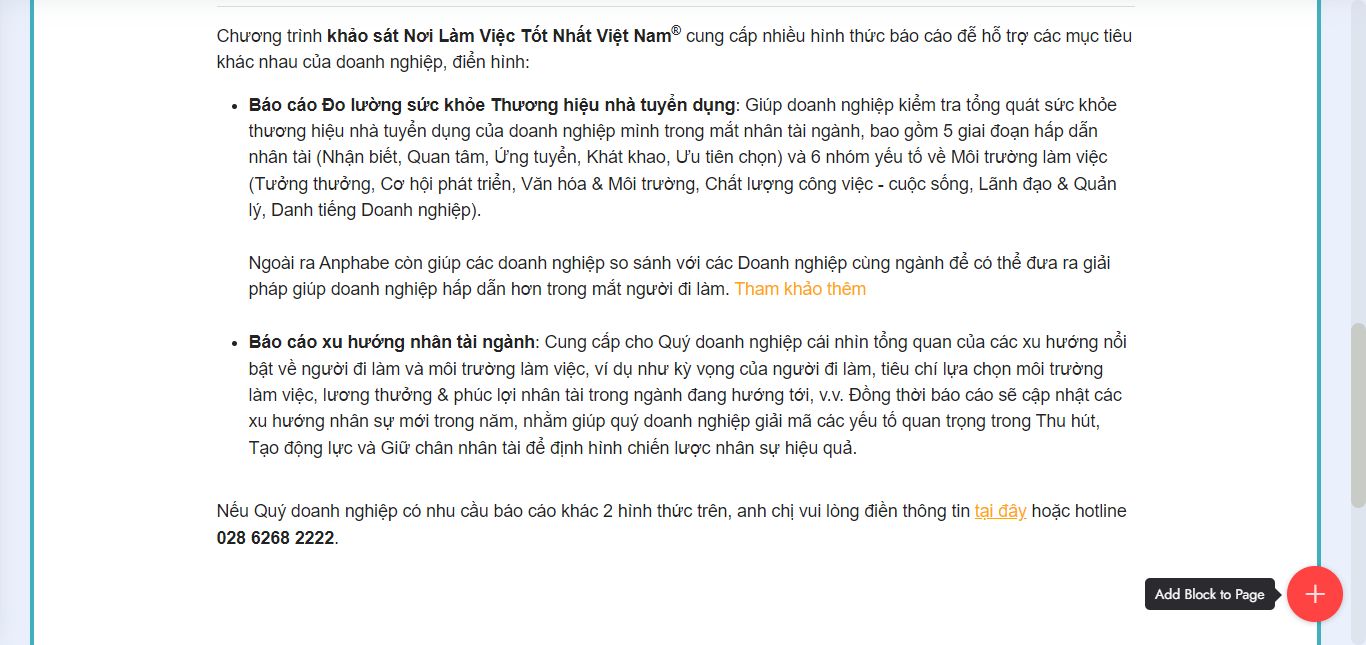 Chương trình khảo sát Nơi Làm Việc Tốt Nhất Việt Nam® cung cấp nhiều hình thức báo cáo để hỗ trợ các mục tiêu
khác nhau của doanh nghiệp, điển hình:
• Báo cáo Đo lường sức khỏe Thương hiệu nhà tuyển dụng: Giúp doanh nghiệp kiểm tra tổng quát sức khỏe
thương hiệu nhà tuyển dụng của doanh nghiệp mình trong mắt nhân tài ngành, bao gồm 5 giai đoạn hấp dẫn
nhân tài (Nhận biết, Quan tâm, Ứng tuyển, Khát khao, Ưu tiên chọn) và 6 nhóm yếu tố về Môi trường làm việc
(Tưởng thưởng, Cơ hội phát triển, Văn hóa & Môi trường, Chất lượng công việc - cuộc sống, Lãnh đạo & Quản
lý, Danh tiếng Doanh nghiệp).
Ngoài ra Anphabe còn giúp các doanh nghiệp so sánh với các Doanh nghiệp cùng ngành để có thể đưa ra giải
pháp giúp doanh nghiệp hấp dẫn hơn trong mắt người đi làm. Tham khảo thêm
• Báo cáo xu hướng nhân tài ngành: Cung cấp cho Quý doanh nghiệp cái nhìn tổng quan của các xu hướng nổi
bật về người đi làm và môi trường làm việc, ví dụ như kỳ vọng của người đi làm, tiêu chí lựa chọn môi trường
làm việc, lương thưởng & phúc lợi nhân tài trong ngành đang hướng tới, v.v. Đồng thời báo cáo sẽ cập nhật các
xu hướng nhân sự mới trong năm, nhằm giúp quý doanh nghiệp giải mã các yếu tố quan trọng trong Thu hút,
Tạo động lực và Giữ chân nhân tài để định hình chiến lược nhân sự hiệu quả.
Nếu Quý doanh nghiệp có nhu cầu báo cáo khác 2 hình thức trên, anh chị vui lòng điền thông tin tại đây hoặc hotline
028 6268 2222.
Add Block to Page